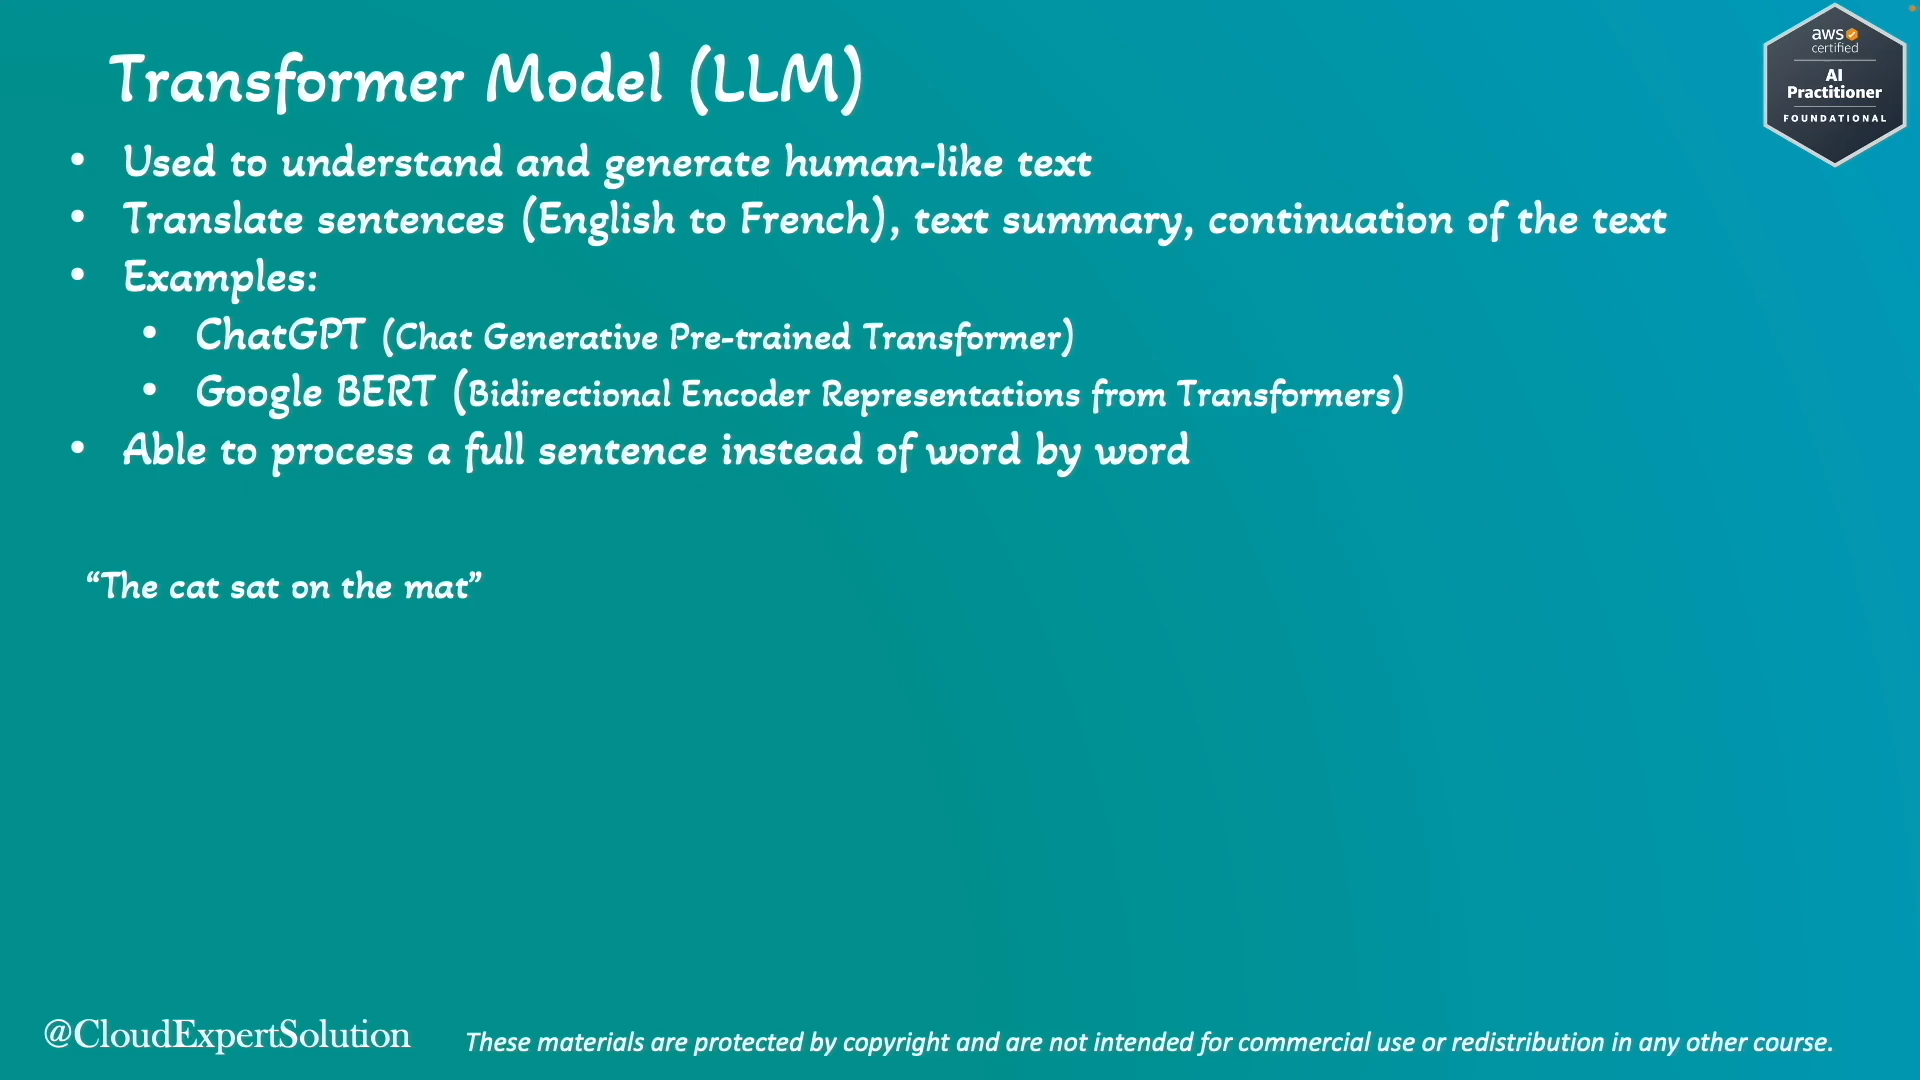 Transformer Model (LLM)
aws
certified
AI
Practitioner
FOUNDATIONAL
• Used to understand and generate human-like text
• Translate sentences (English to French), text summary, continuation of the text
• Examples:
• ChatGPT (Chat Generative Pre-trained Transformer)
• Google BERT (Bidirectional Encoder Representations from Transformers)
• Able to process a full sentence instead of word by word
“The cat sat on the mat”
@CloudExpertSolution
These materials are protected by copyright and are not intended for commercial use or redistribution in any other course.